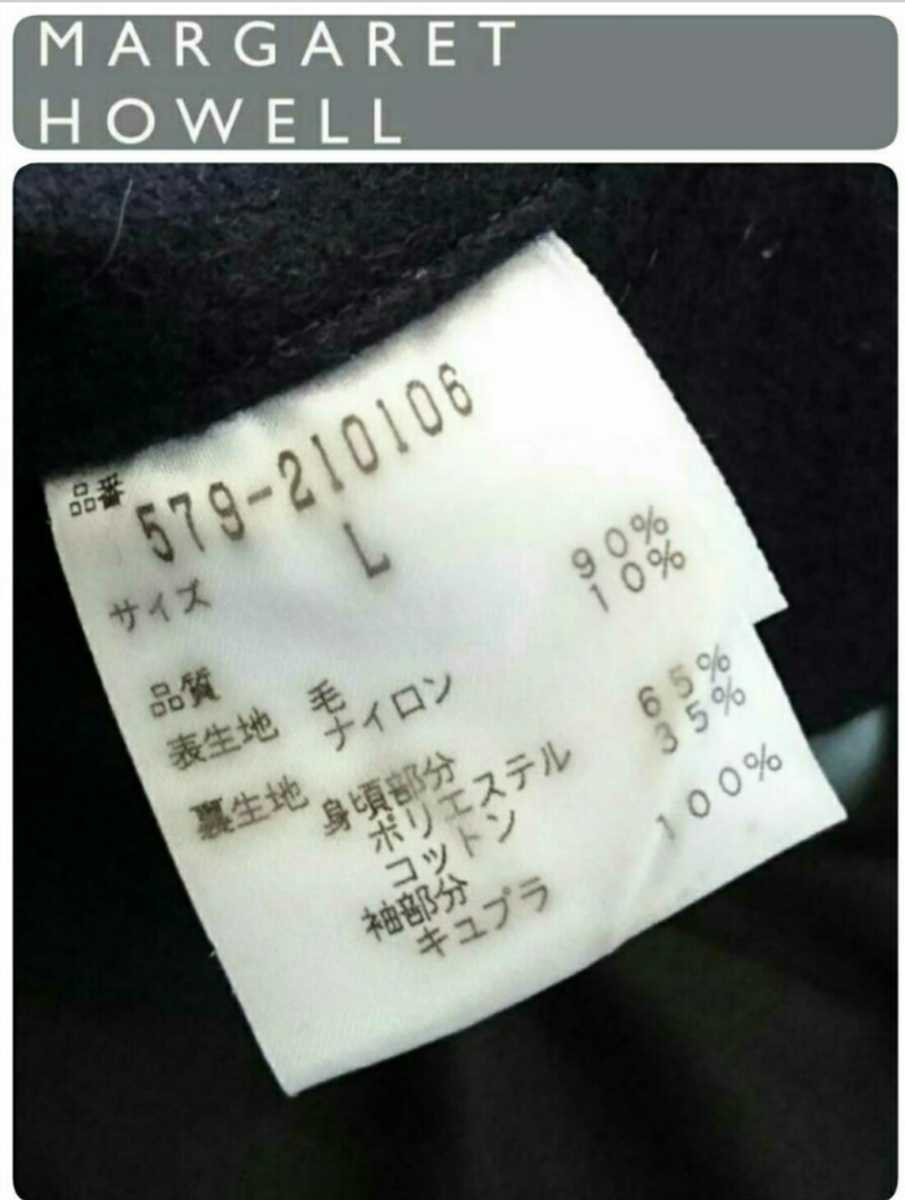 MARGARET
HOWELL
品番 579-210106
サイズ L
品質
表生地 毛 90%
ナイロン 10%
裏生地 身頃部分
ポリエステル 65%
コットン 35%
袖部分
キュプラ 100%